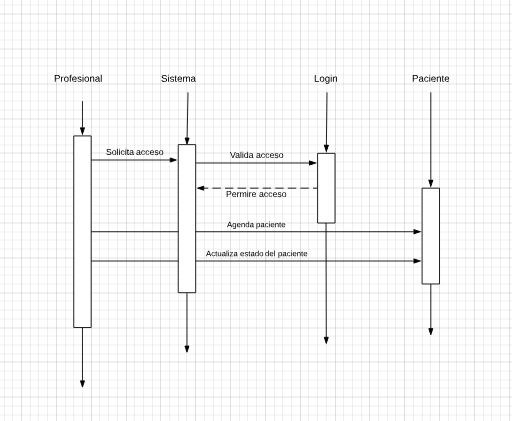 Profesional
Sistema
Login
Paciente
Solicita acceso
Valida acceso
Permire acceso
Agenda paciente
Actualiza estado del paciente